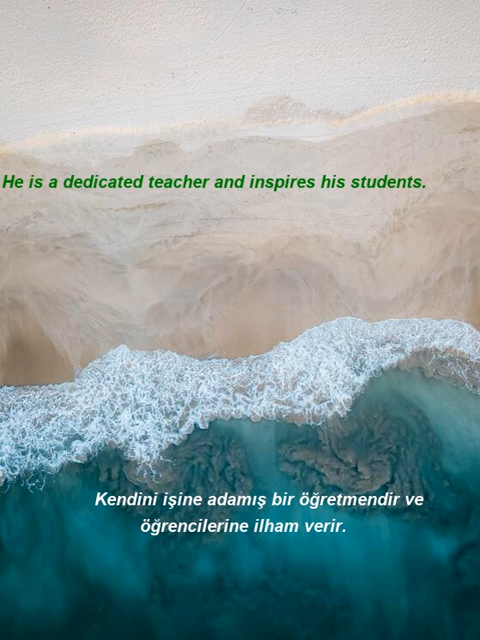 He is a dedicated teacher and inspires his students.
Kendini işine adamış bir öğretmendir ve
öğrencilerine ilham verir.